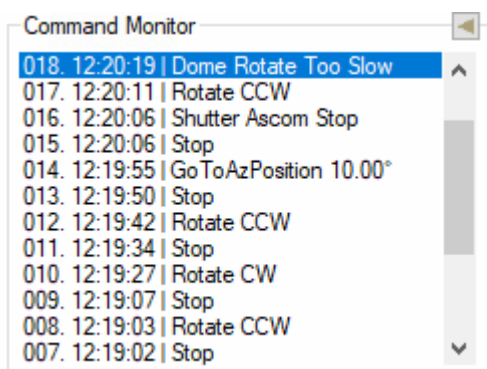 Command Monitor
018. 12:20:19 | Dome Rotate Too Slow
017. 12:20:11 | Rotate CCW
016. 12:20:06 | Shutter Ascom Stop
015. 12:20:06 | Stop
014. 12:19:55 | GoToAzPosition 10.00°
013. 12:19:50 | Stop
012. 12:19:42 | Rotate CCW
011. 12:19:34 | Stop
010. 12:19:27 | Rotate CW
009. 12:19:07 | Stop
008. 12:19:03 | Rotate CCW
007. 12:19:02 | Stop